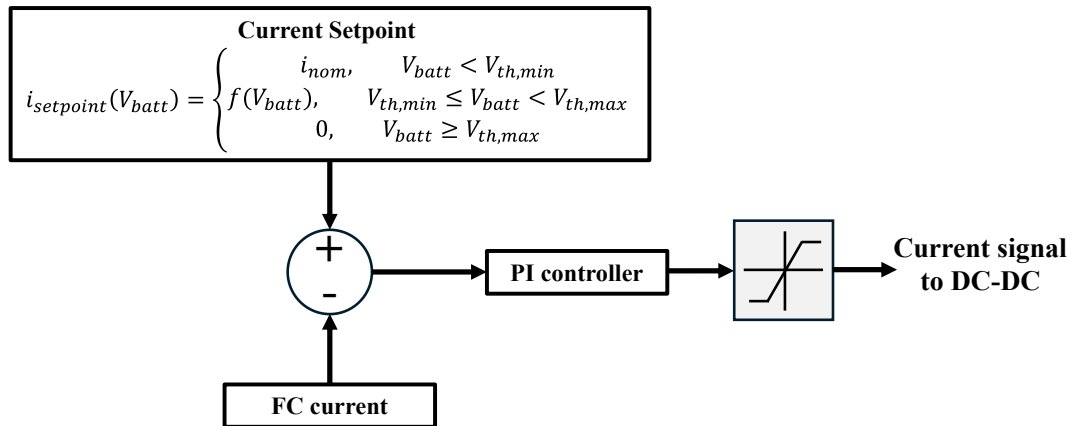 Current Setpoint
i_nom, V_batt < V_th,min
i_setpoint(V_batt) = { f(V_batt), V_th,min ≤ V_batt < V_th,max
0, V_batt ≥ V_th,max
+
-
PI controller
Current signal
to DC-DC
FC current